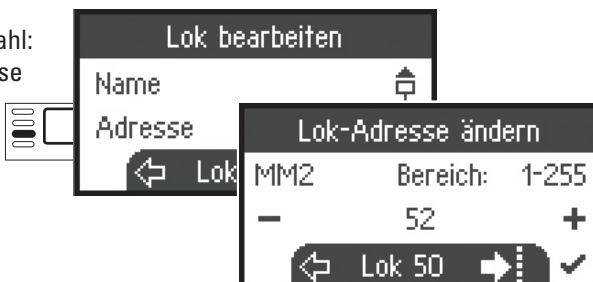 ahl:
se
Lok bearbeiten
Name
Adresse
Lok
Lok-Adresse ändern
MM2 Bereich: 1-255
− 52 +
Lok 50